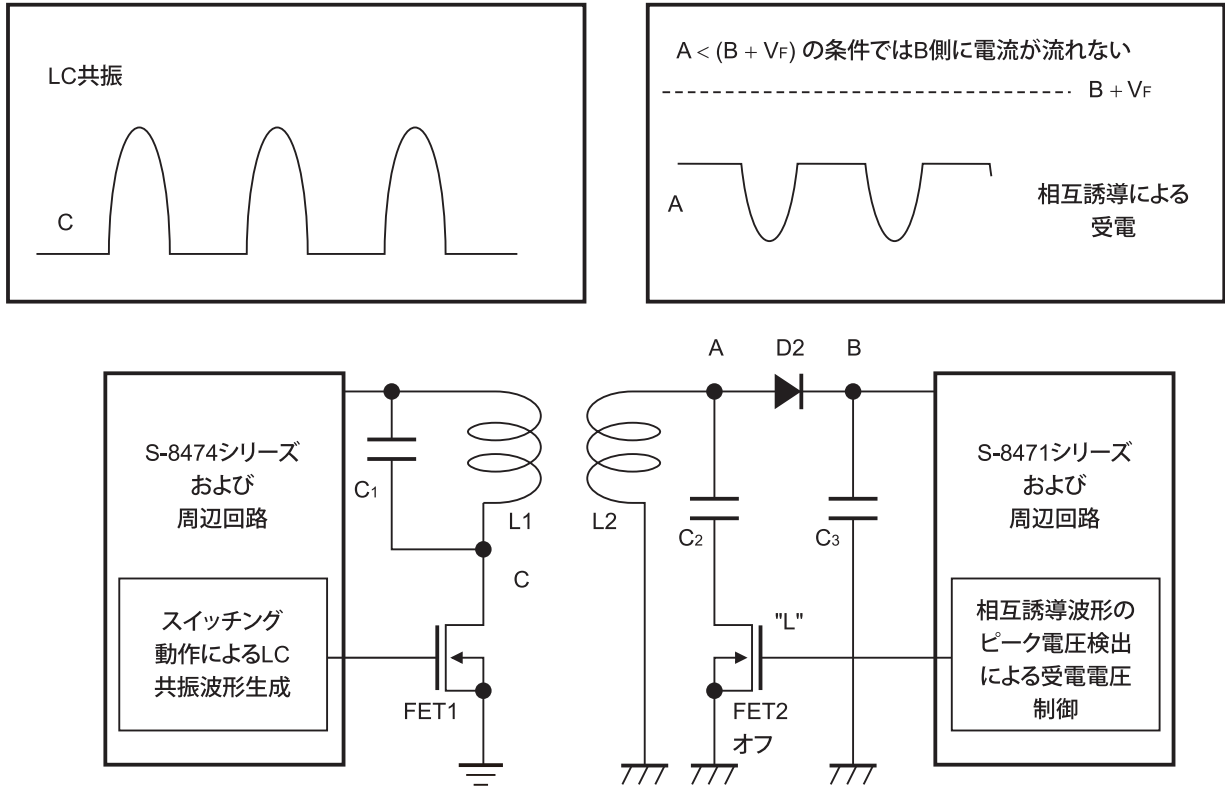 LC共振
C
A < (B + VF) の条件ではB側に電流が流れない
B + VF
A
相互誘導による
受電
A
D2
B
S-8474シリーズ
および
周辺回路
C1
L1
L2
C2
C3
S-8471シリーズ
および
周辺回路
C
スイッチング
動作によるLC
共振波形生成
FET1
"L"
FET2
オフ
相互誘導波形の
ピーク電圧検出
による受電電圧
制御